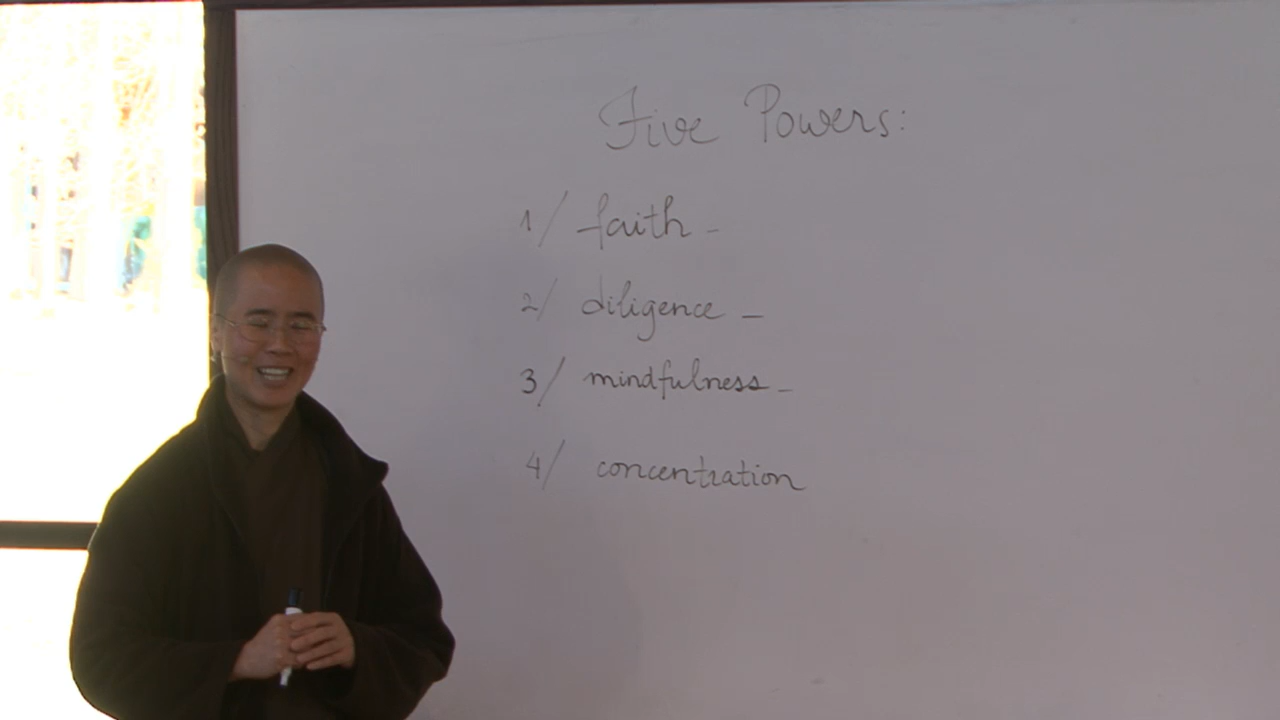 Five Powers:
1/ faith -
2/ diligence -
3/ mindfulness -
4/ concentration